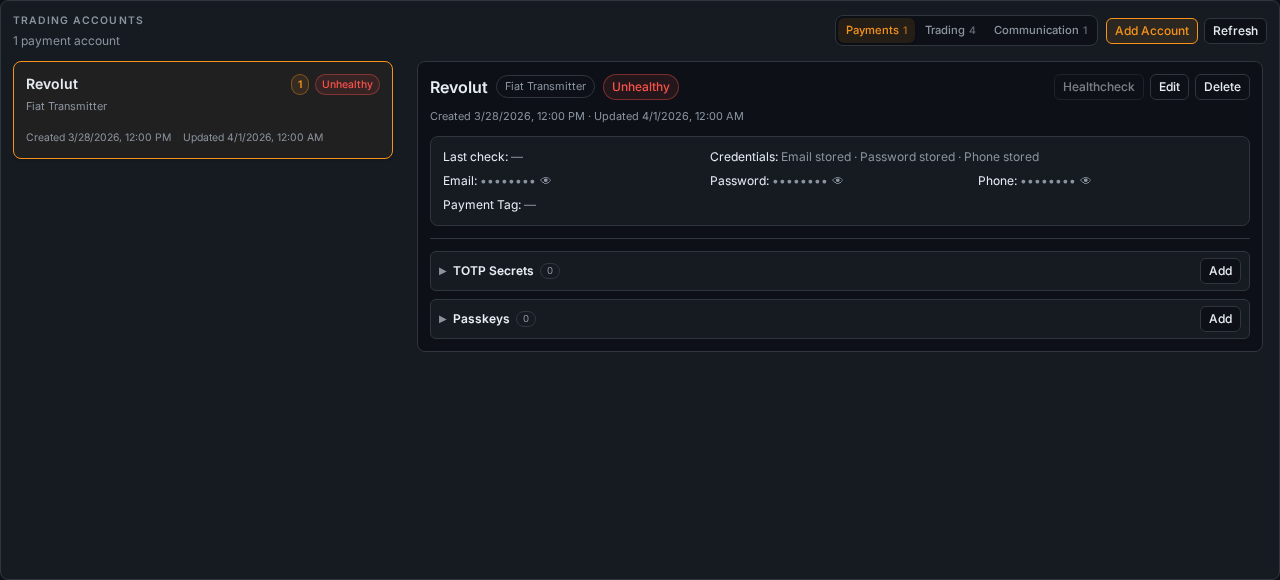 TRADING ACCOUNTS
1 payment account
Payments 1 Trading 4 Communication 1 Add Account Refresh
Revolut 1 Unhealthy
Fiat Transmitter
Created 3/28/2026, 12:00 PM Updated 4/1/2026, 12:00 AM
Revolut Fiat Transmitter Unhealthy Healthcheck Edit Delete
Created 3/28/2026, 12:00 PM · Updated 4/1/2026, 12:00 AM
Last check: — Credentials: Email stored · Password stored · Phone stored
Email: •••••••• Password: •••••••• Phone: ••••••••
Payment Tag: —
TOTP Secrets 0 Add
Passkeys 0 Add